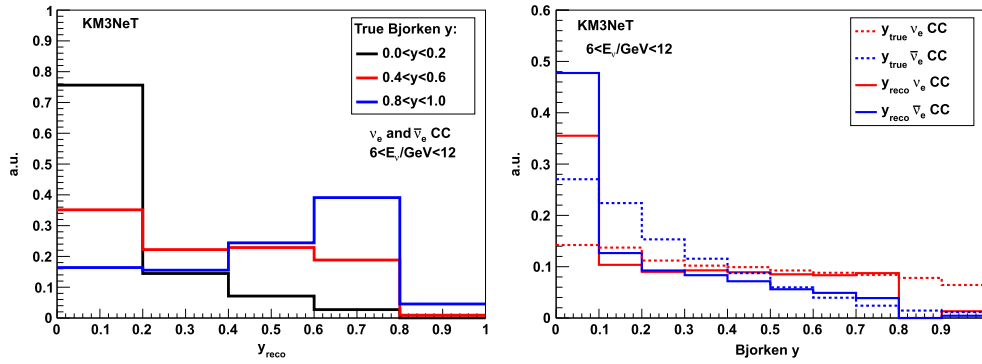 KM3NeT
True Bjorken y:
0.0<y<0.2
0.4<y<0.6
0.8<y<1.0
ν_e and ν̅_e CC
6<E_ν/GeV<12
a.u.
1
0.9
0.8
0.7
0.6
0.5
0.4
0.3
0.2
0.1
0
0 0.1 0.2 0.3 0.4 0.5 0.6 0.7 0.8 0.9 1
y_reco
KM3NeT
6<E_ν/GeV<12
y_true ν_e CC
y_true ν̅_e CC
y_reco ν_e CC
y_reco ν̅_e CC
a.u.
0.6
0.5
0.4
0.3
0.2
0.1
0
0 0.1 0.2 0.3 0.4 0.5 0.6 0.7 0.8 0.9 1
Bjorken y